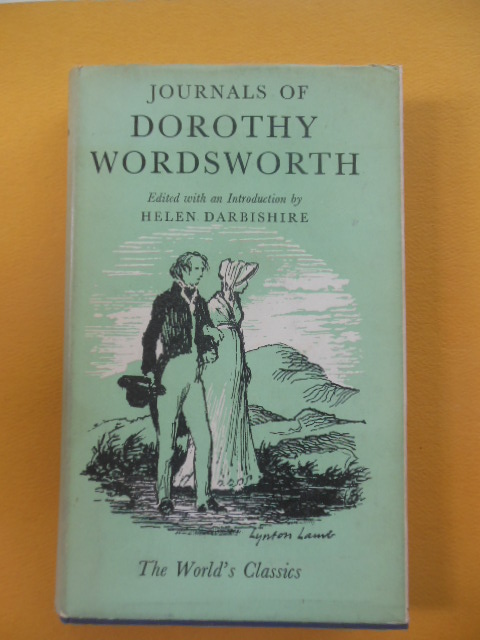 JOURNALS OF
DOROTHY
WORDSWORTH
Edited with an Introduction by
HELEN DARBISHIRE
Lynton Lamb
The World's Classics